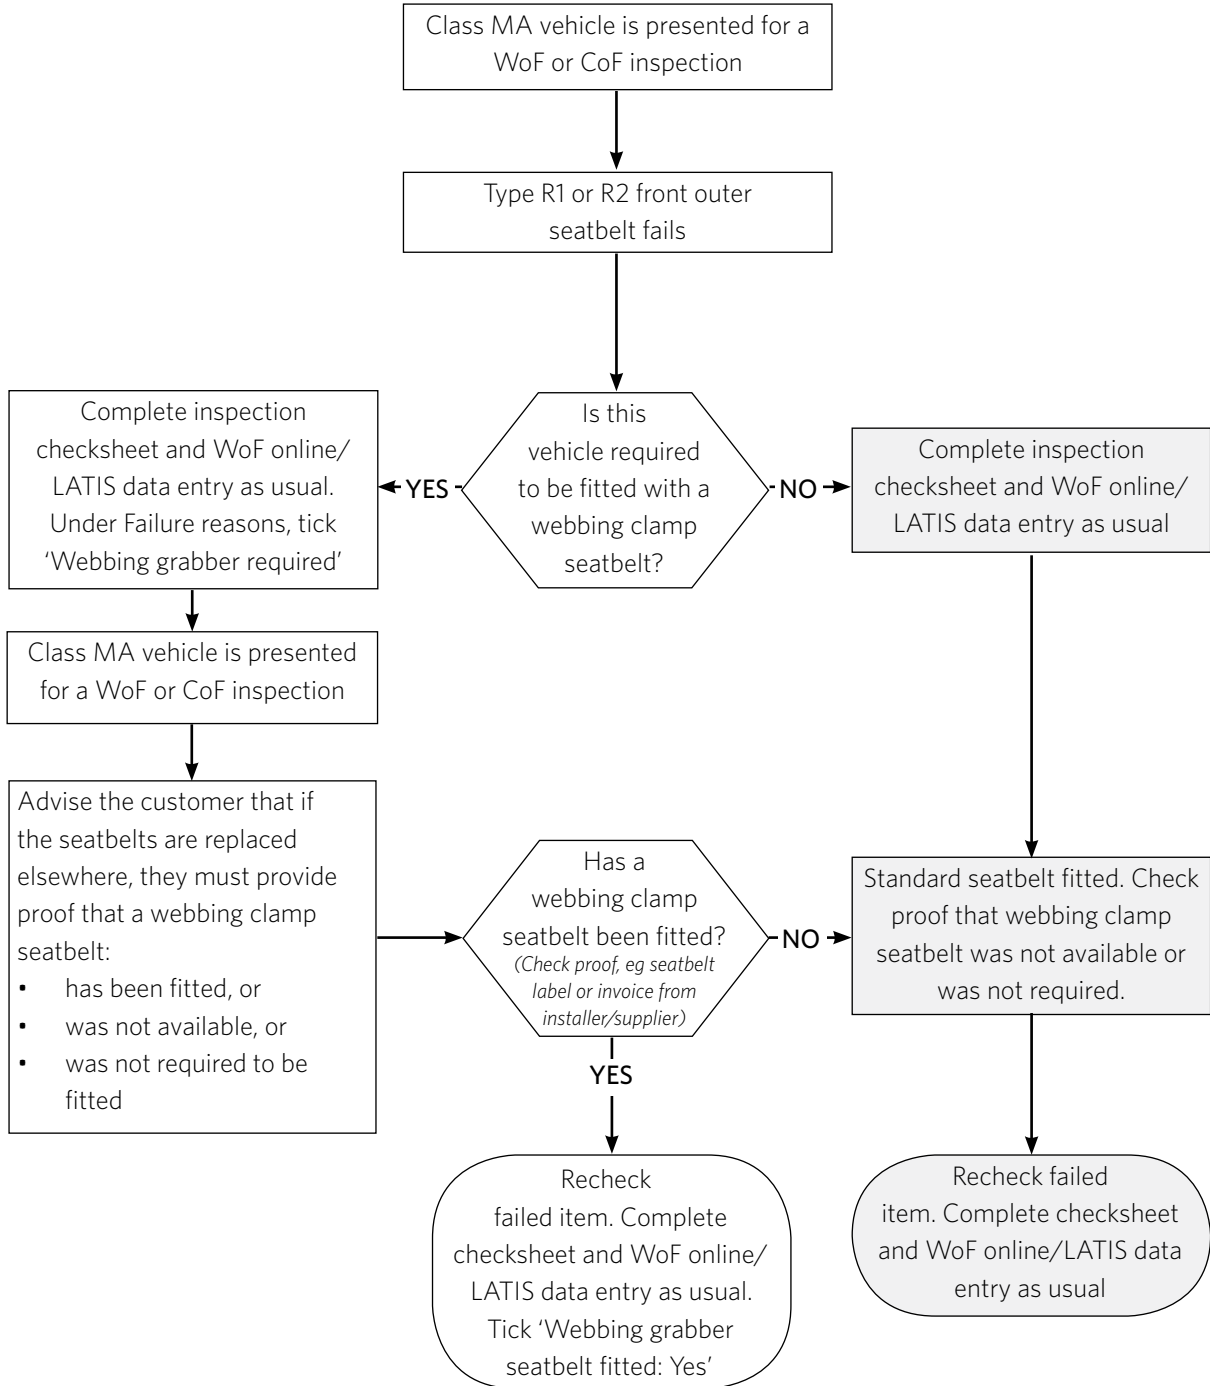 Class MA vehicle is presented for a
WoF or CoF inspection
Type R1 or R2 front outer
seatbelt fails
Is this
vehicle required
to be fitted with a
webbing clamp
seatbelt?
YES
NO
Complete inspection
checksheet and WoF online/
LATIS data entry as usual.
Under Failure reasons, tick
‘Webbing grabber required’
Complete inspection
checksheet and WoF online/
LATIS data entry as usual
Class MA vehicle is presented
for a WoF or CoF inspection
Advise the customer that if
the seatbelts are replaced
elsewhere, they must provide
proof that a webbing clamp
seatbelt:
• has been fitted, or
• was not available, or
• was not required to be
fitted
Has a
webbing clamp
seatbelt been fitted?
(Check proof, eg seatbelt
label or invoice from
installer/supplier)
NO
YES
Standard seatbelt fitted. Check
proof that webbing clamp
seatbelt was not available or
was not required.
Recheck
failed item. Complete
checksheet and WoF online/
LATIS data entry as usual.
Tick ‘Webbing grabber
seatbelt fitted: Yes’
Recheck failed
item. Complete checksheet
and WoF online/LATIS data
entry as usual